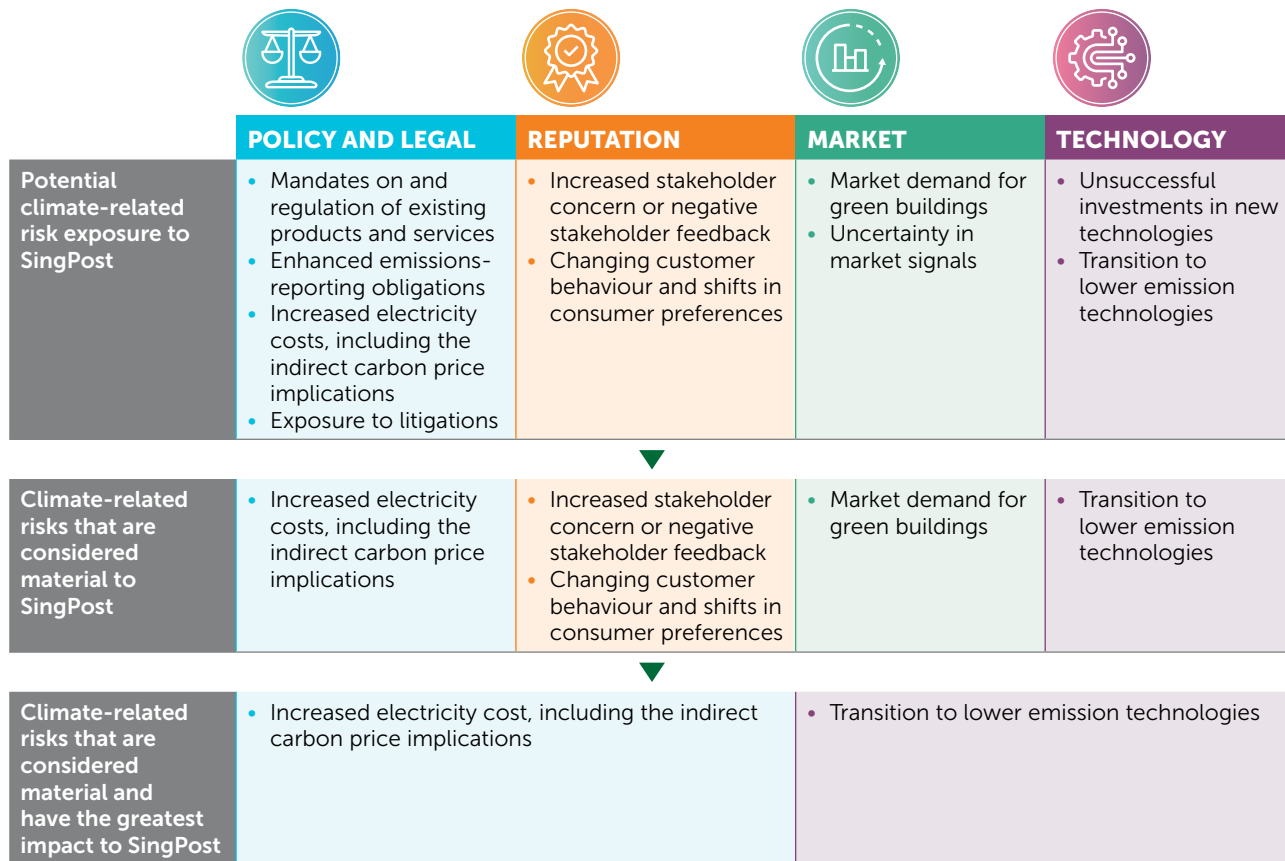 POLICY AND LEGAL
REPUTATION
MARKET
TECHNOLOGY
Potential
climate-related
risk exposure to
SingPost
• Mandates on and
regulation of existing
products and services
• Enhanced emissions-
reporting obligations
• Increased electricity
costs, including the
indirect carbon price
implications
• Exposure to litigations
• Increased stakeholder
concern or negative
stakeholder feedback
• Changing customer
behaviour and shifts in
consumer preferences
• Market demand for
green buildings
• Uncertainty in
market signals
• Unsuccessful
investments in new
technologies
• Transition to
lower emission
technologies
Climate-related
risks that are
considered
material to
SingPost
• Increased electricity
costs, including the
indirect carbon price
implications
• Increased stakeholder
concern or negative
stakeholder feedback
• Changing customer
behaviour and shifts in
consumer preferences
• Market demand for
green buildings
• Transition to
lower emission
technologies
Climate-related
risks that are
considered
material and
have the greatest
impact to SingPost
• Increased electricity cost, including the indirect
carbon price implications
• Transition to lower emission technologies